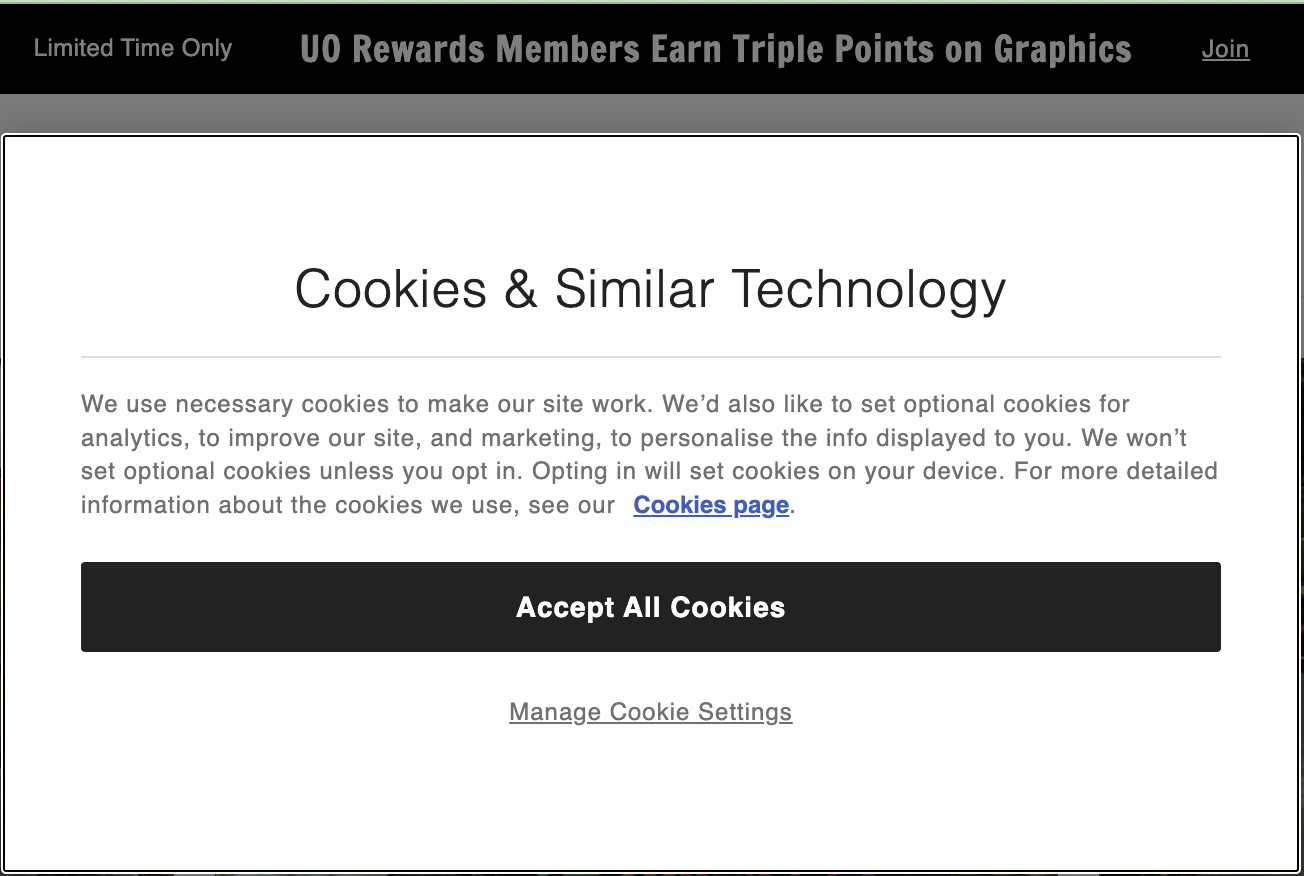 Limited Time Only
UO Rewards Members Earn Triple Points on Graphics
Join
Cookies & Similar Technology
We use necessary cookies to make our site work. We’d also like to set optional cookies for
analytics, to improve our site, and marketing, to personalise the info displayed to you. We won’t
set optional cookies unless you opt in. Opting in will set cookies on your device. For more detailed
information about the cookies we use, see our Cookies page.
Accept All Cookies
Manage Cookie Settings